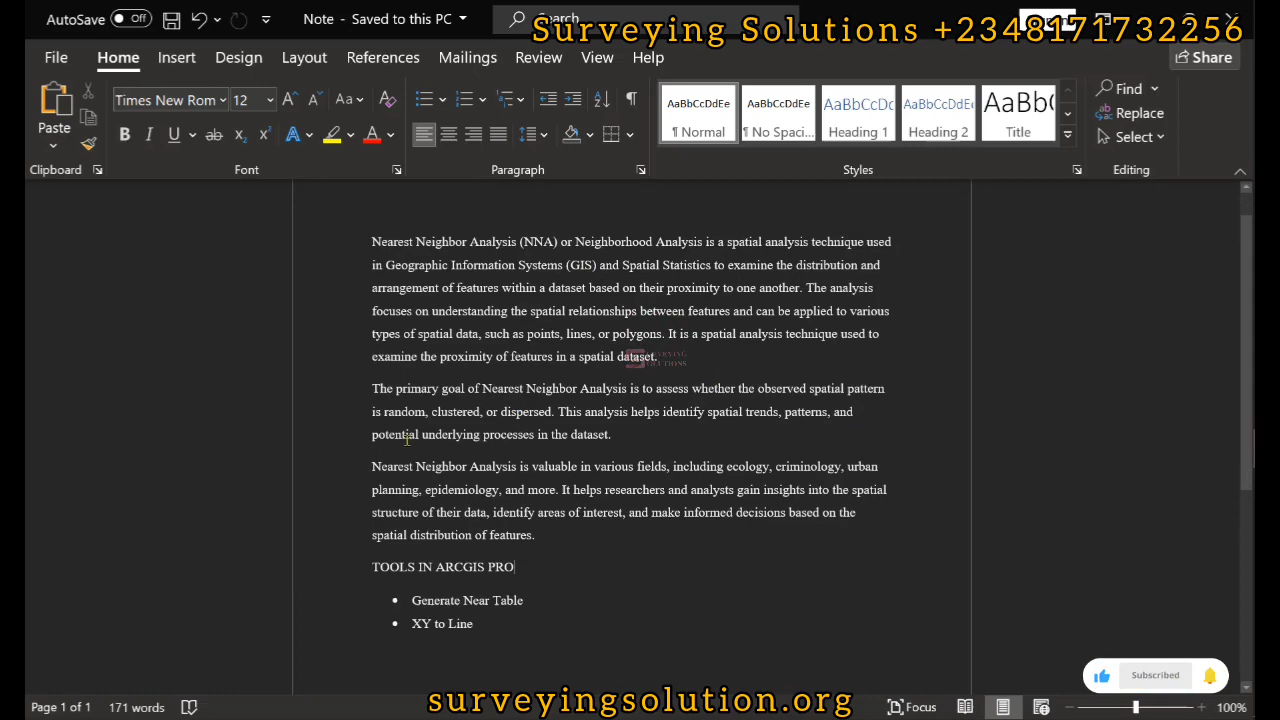 AutoSave Off Note - Saved to this PC Search
Surveying Solutions +2348171732256
File Home Insert Design Layout References Mailings Review View Help Share
Times New Rom 12 Aa
AaBbCcDdEe AaBbCcDdEe AaBbCcDc AaBbCcDdE AaBb(
Find
Replace
Select
Paste
¶ Normal ¶ No Spaci... Heading 1 Heading 2 Title
Clipboard Font Paragraph Styles Editing
Nearest Neighbor Analysis (NNA) or Neighborhood Analysis is a spatial analysis technique used
in Geographic Information Systems (GIS) and Spatial Statistics to examine the distribution and
arrangement of features within a dataset based on their proximity to one another. The analysis
focuses on understanding the spatial relationships between features and can be applied to various
types of spatial data, such as points, lines, or polygons. It is a spatial analysis technique used to
examine the proximity of features in a spatial dataset.
The primary goal of Nearest Neighbor Analysis is to assess whether the observed spatial pattern
is random, clustered, or dispersed. This analysis helps identify spatial trends, patterns, and
potential underlying processes in the dataset.
Nearest Neighbor Analysis is valuable in various fields, including ecology, criminology, urban
planning, epidemiology, and more. It helps researchers and analysts gain insights into the spatial
structure of their data, identify areas of interest, and make informed decisions based on the
spatial distribution of features.
TOOLS IN ARCGIS PRO
• Generate Near Table
• XY to Line
Subscribed
Page 1 of 1 171 words Focus 100%
surveyingsolution.org